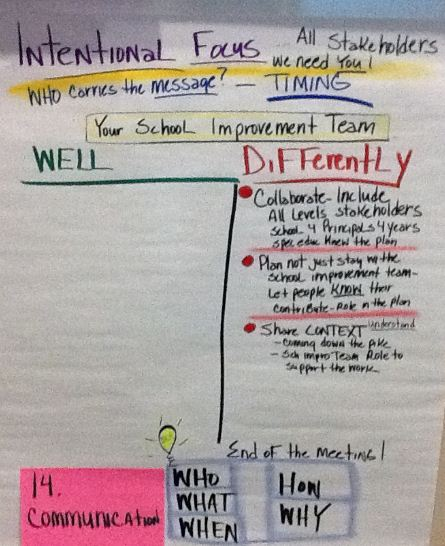 INTENTIONAL FOCUS
... All Stakeholders
we need You!
WHO carries the message? — TIMING
Your School Improvement Team
WELL
DiFFerentLy
Collaborate - Include
All Levels stakeholders
School 4 Principals 4 years
spec educ Knew the plan
Plan not just stay w/ the
School improvement team-
Let people Know their
contribute - Role in the Plan
Share CONTEXT understand
- coming down the pike
- Sch impro Team Role to
support the work
End of the meeting!
14.
Communication
WHO
WHAT
WHEN
HOW
WHY